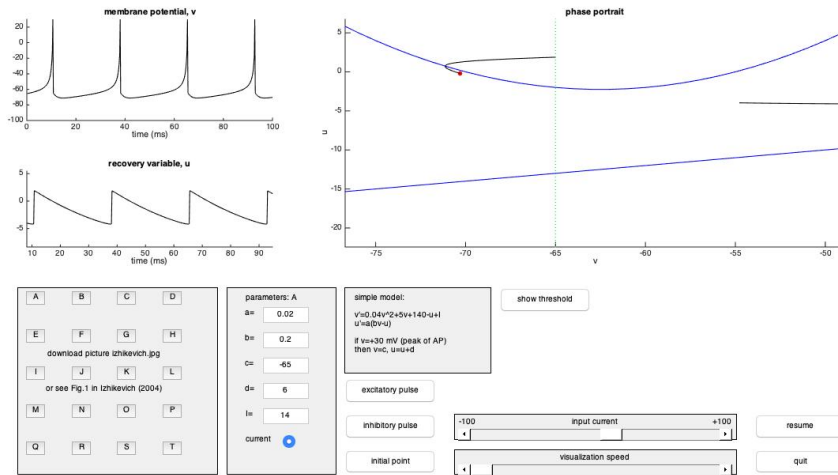 membrane potential, v
20
0
-20
-40
-60
-80
-100
0 20 40 60 80 100
time (ms)
recovery variable, u
5
0
-5
10 20 30 40 50 60 70 80 90
time (ms)
phase portrait
5
0
-5
-10
-15
-20
u
-75 -70 -65 -60 -55 -50
v
A B C D
E F G H
download picture izhikevich.jpg
I J K L
or see Fig.1 in Izhikevich (2004)
M N O P
Q R S T
parameters: A
a= 0.02
b= 0.2
c= -65
d= 6
I= 14
current
simple model:
v'=0.04v^2+5v+140-u+I
u'=a(bv-u)
if v=+30 mV (peak of AP)
then v=c, u=u+d
show threshold
excitatory pulse
inhibitory pulse
initial point
-100 input current +100
visualization speed
resume
quit